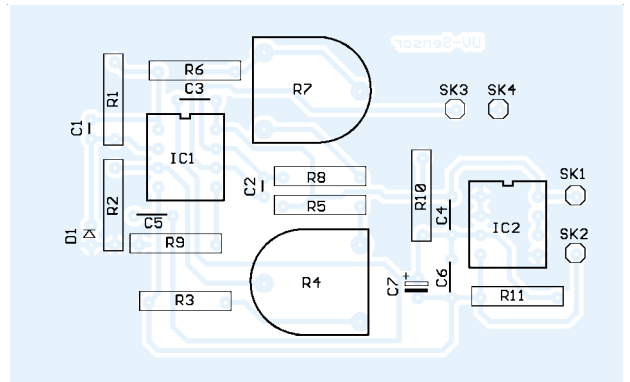 UV-Sensor
R6
R7
SK3
SK4
C3
R1
C1
IC1
R8
C2
R5
R10
SK1
C4
IC2
SK2
R2
C5
D1
R9
R4
R3
+
C7
C6
R11